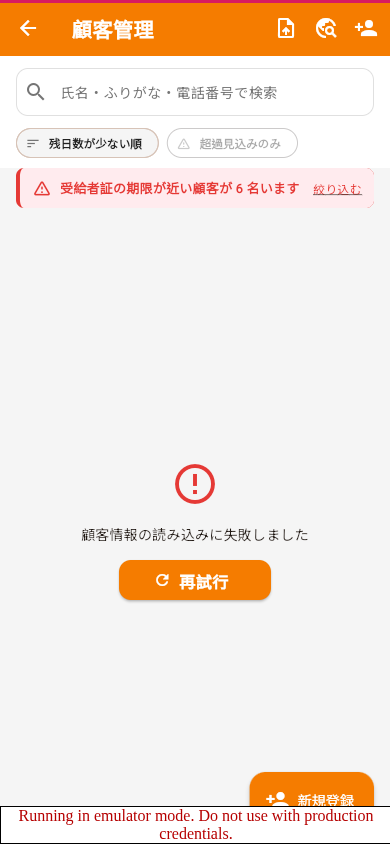 顧客管理
氏名・ふりがな・電話番号で検索
残日数が少ない順
超過見込みのみ
受給者証の期限が近い顧客が 6 名います
絞り込む
顧客情報の読み込みに失敗しました
再試行
新規登録
Running in emulator mode. Do not use with production
credentials.